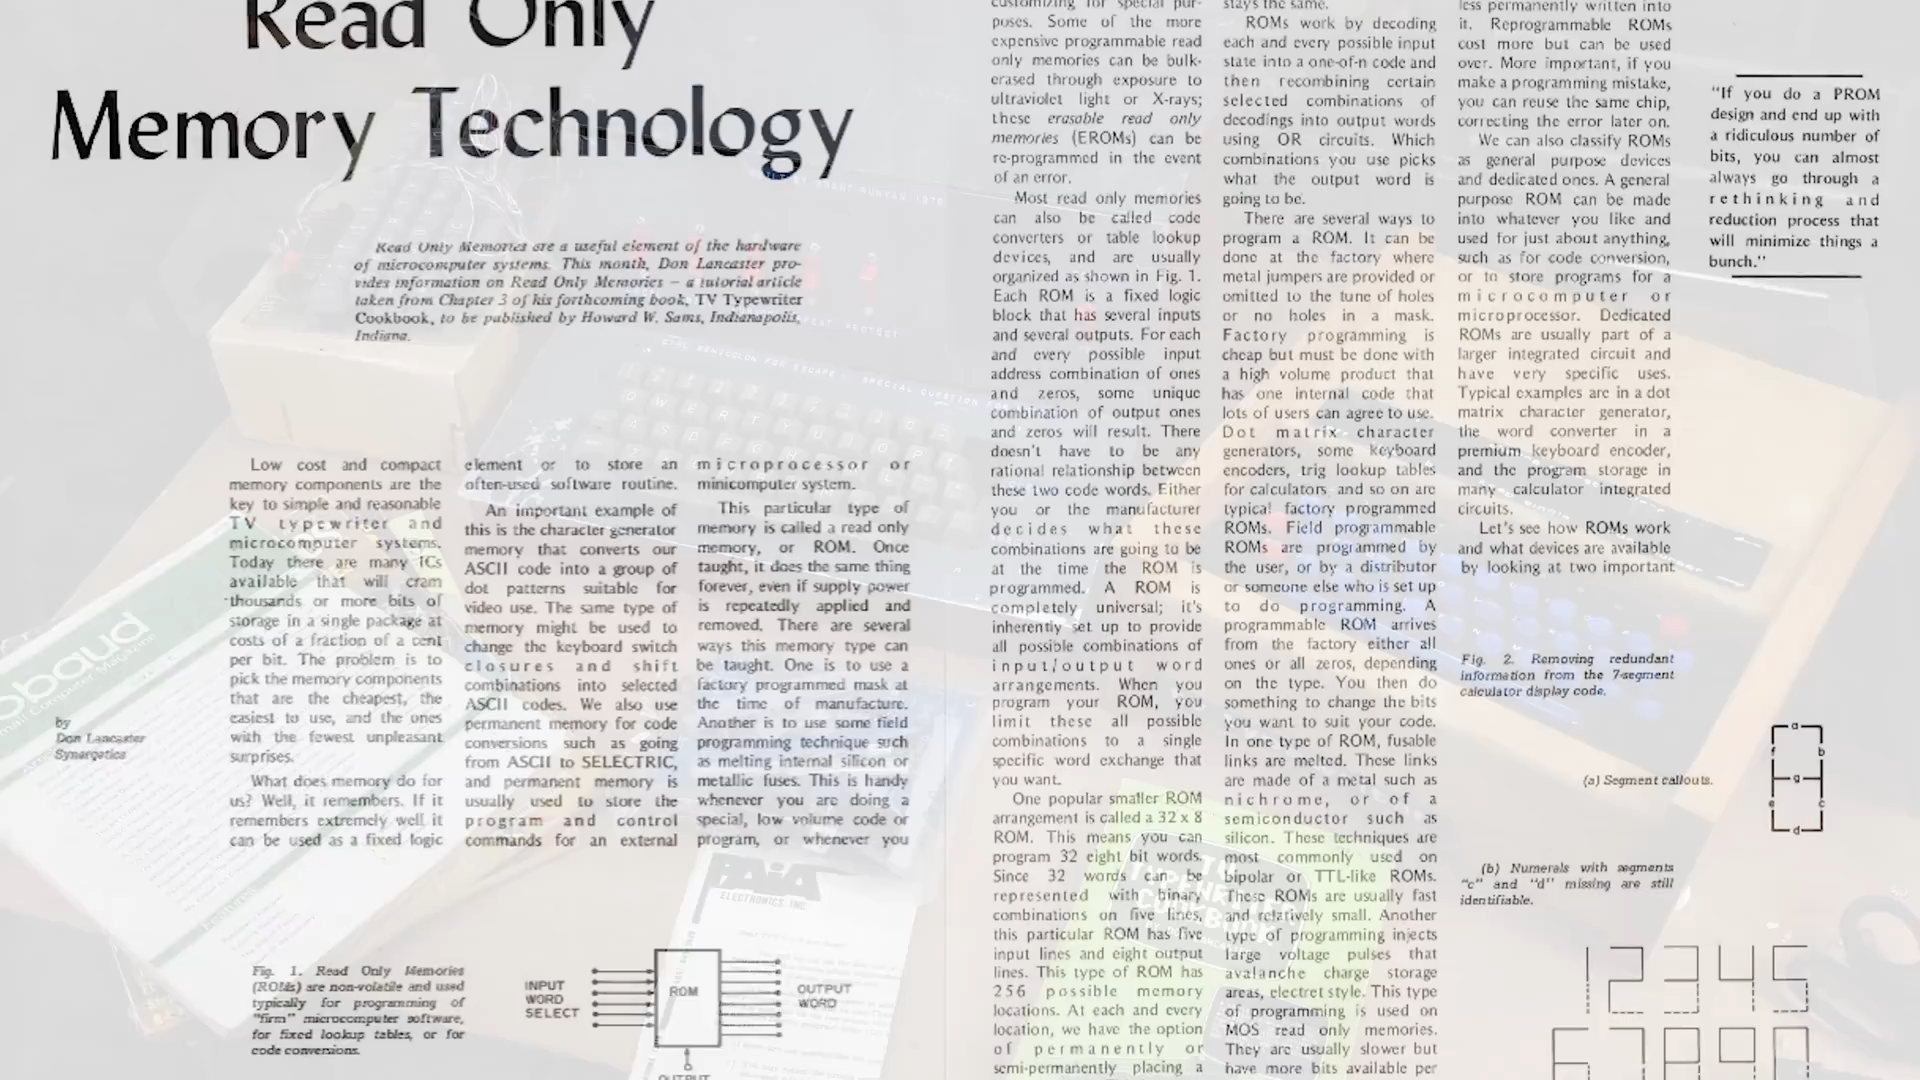 Read Only
Memory Technology
Read Only Memories are a useful element of the hardware
of microcomputer systems. This month, Don Lancaster pro-
vides information on Read Only Memories — a tutorial article
taken from Chapter 3 of his forthcoming book, TV Typewriter
Cookbook, to be published by Howard W. Sams, Indianapolis,
Indiana.
by
Don Lancaster
Synergetics
Low cost and compact
memory components are the
key to simple and reasonable
TV typewriter and
microcomputer systems.
Today there are many ICs
available that will cram
thousands or more bits of
storage in a single package at
costs of a fraction of a cent
per bit. The problem is to
pick the memory components
that are the cheapest, the
easiest to use, and the ones
with the fewest unpleasant
surprises.
What does memory do for
us? Well, it remembers. If it
remembers extremely well it
can be used as a fixed logic
element or to store an
often-used software routine.
An important example of
this is the character generator
memory that converts our
ASCII code into a group of
dot patterns suitable for
video use. The same type of
memory might be used to
change the keyboard switch
closures and shift
combinations into selected
ASCII codes. We also use
permanent memory for code
conversions such as going
from ASCII to SELECTRIC,
and permanent memory is
usually used to store the
program and control
commands for an external
microprocessor or
minicomputer system.
This particular type of
memory is called a read only
memory, or ROM. Once
taught, it does the same thing
forever, even if supply power
is repeatedly applied and
removed. There are several
ways this memory type can
be taught. One is to use a
factory programmed mask at
the time of manufacture.
Another is to use some field
programming technique such
as melting internal silicon or
metallic fuses. This is handy
whenever you are doing a
special, low volume code or
program, or whenever you
Fig. 1. Read Only Memories
(ROMs) are non-volatile and used
typically for programming of
"firm" microcomputer software,
for fixed lookup tables, or for
code conversions.
INPUT
WORD
SELECT
ROM
OUTPUT
WORD
OUTPUT
customizing for special pur-
poses. Some of the more
expensive programmable read
only memories can be bulk-
erased through exposure to
ultraviolet light or X-rays;
these erasable read only
memories (EROMs) can be
re-programmed in the event
of an error.
Most read only memories
can also be called code
converters or table lookup
devices, and are usually
organized as shown in Fig. 1.
Each ROM is a fixed logic
block that has several inputs
and several outputs. For each
and every possible input
address combination of ones
and zeros, some unique
combination of output ones
and zeros will result. There
doesn't have to be any
rational relationship between
these two code words. Either
you or the manufacturer
decides what these
combinations are going to be
at the time the ROM is
programmed. A ROM is
completely universal; it's
inherently set up to provide
all possible combinations of
input/output word
arrangements. When you
program your ROM, you
limit these all possible
combinations to a single
specific word exchange that
you want.
One popular smaller ROM
arrangement is called a 32 x 8
ROM. This means you can
program 32 eight bit words.
Since 32 words can be
represented with binary
combinations on five lines,
this particular ROM has five
input lines and eight output
lines. This type of ROM has
256 possible memory
locations. At each and every
location, we have the option
of permanently or
semi-permanently placing a
stays the same.
ROMs work by decoding
each and every possible input
state into a one-of-n code and
then recombining certain
selected combinations of
decodings into output words
using OR circuits. Which
combinations you use picks
what the output word is
going to be.
There are several ways to
program a ROM. It can be
done at the factory where
metal jumpers are provided or
omitted to the tune of holes
or no holes in a mask.
Factory programming is
cheap but must be done with
a high volume product that
has one internal code that
lots of users can agree to use.
Dot matrix character
generators, some keyboard
encoders, trig lookup tables
for calculators and so on are
typical factory programmed
ROMs. Field programmable
ROMs are programmed by
the user, or by a distributor
or someone else who is set up
to do programming. A
programmable ROM arrives
from the factory either all
ones or all zeros, depending
on the type. You then do
something to change the bits
you want to suit your code.
In one type of ROM, fusable
links are melted. These links
are made of a metal such as
nichrome, or of a
semiconductor such as
silicon. These techniques are
most commonly used on
bipolar or TTL-like ROMs.
These ROMs are usually fast
and relatively small. Another
type of programming injects
large voltage pulses that
avalanche charge storage
areas, electret style. This type
of programming is used on
MOS read only memories.
They are usually slower but
have more bits available per
less permanently written into
it. Reprogrammable ROMs
cost more but can be used
over. More important, if you
make a programming mistake,
you can reuse the same chip,
correcting the error later on.
We can also classify ROMs
as general purpose devices
and dedicated ones. A general
purpose ROM can be made
into whatever you like and
used for just about anything,
such as for code conversion,
or to store programs for a
microcomputer or
microprocessor. Dedicated
ROMs are usually part of a
larger integrated circuit and
have very specific uses.
Typical examples are in a dot
matrix character generator,
the word converter in a
premium keyboard encoder,
and the program storage in
many calculator integrated
circuits.
Let's see how ROMs work
and what devices are available
by looking at two important
"If you do a PROM
design and end up with
a ridiculous number of
bits, you can almost
always go through a
rethinking and
reduction process that
will minimize things a
bunch."
Fig. 2. Removing redundant
information from the 7-segment
calculator display code.
(a) Segment callouts.
a
f b
g
e c
d
(b) Numerals with segments
"c" and "d" missing are still
identifiable.
1 2 3 4 5
6 7 8 9 0
obaud
PAiA
ELECTRONICS INC.